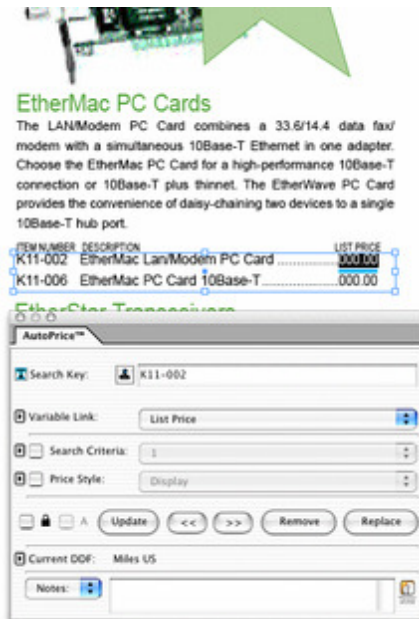 EtherMac PC Cards
The LAN/Modem PC Card combines a 33.6/14.4 data fax/
modem with a simultaneous 10Base-T Ethernet in one adapter.
Choose the EtherMac PC Card for a high-performance 10Base-T
connection or 10Base-T plus thinnet. The EtherWave PC Card
provides the convenience of daisy-chaining two devices to a single
10Base-T hub port.
ITEM NUMBER DESCRIPTION LIST PRICE
K11-002 EtherMac Lan/Modem PC Card ................000.00
K11-006 EtherMac PC Card 10Base-T....................000.00
EtherStar Transceivers
AutoPrice™
Search Key: K11-002
Variable Link: List Price
Search Criteria: 1
Price Style: Display
A Update << >> Remove Replace
Current DDF: Miles US
Notes: